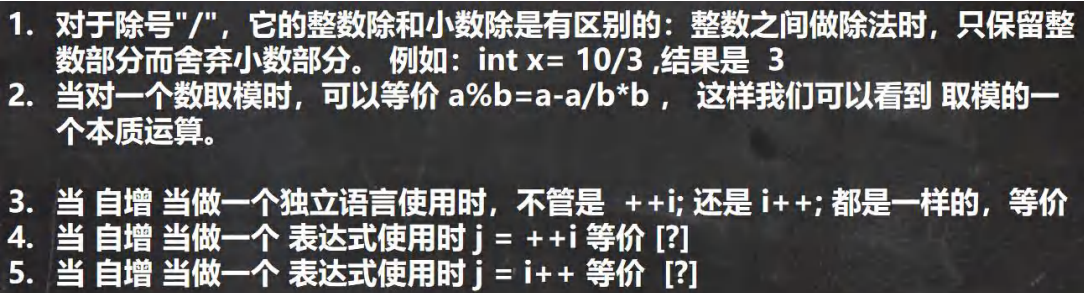 1. 对于除号"/"，它的整数除和小数除是有区别的：整数之间做除法时，只保留整
数部分而舍弃小数部分。 例如：int x= 10/3 ,结果是 3
2. 当对一个数取模时，可以等价 a%b=a-a/b*b ， 这样我们可以看到 取模的一
个本质运算。
3. 当 自增 当做一个独立语言使用时，不管是 ++i; 还是 i++; 都是一样的，等价
4. 当 自增 当做一个 表达式使用时 j = ++i 等价 [?]
5. 当 自增 当做一个 表达式使用时 j = i++ 等价 [?]